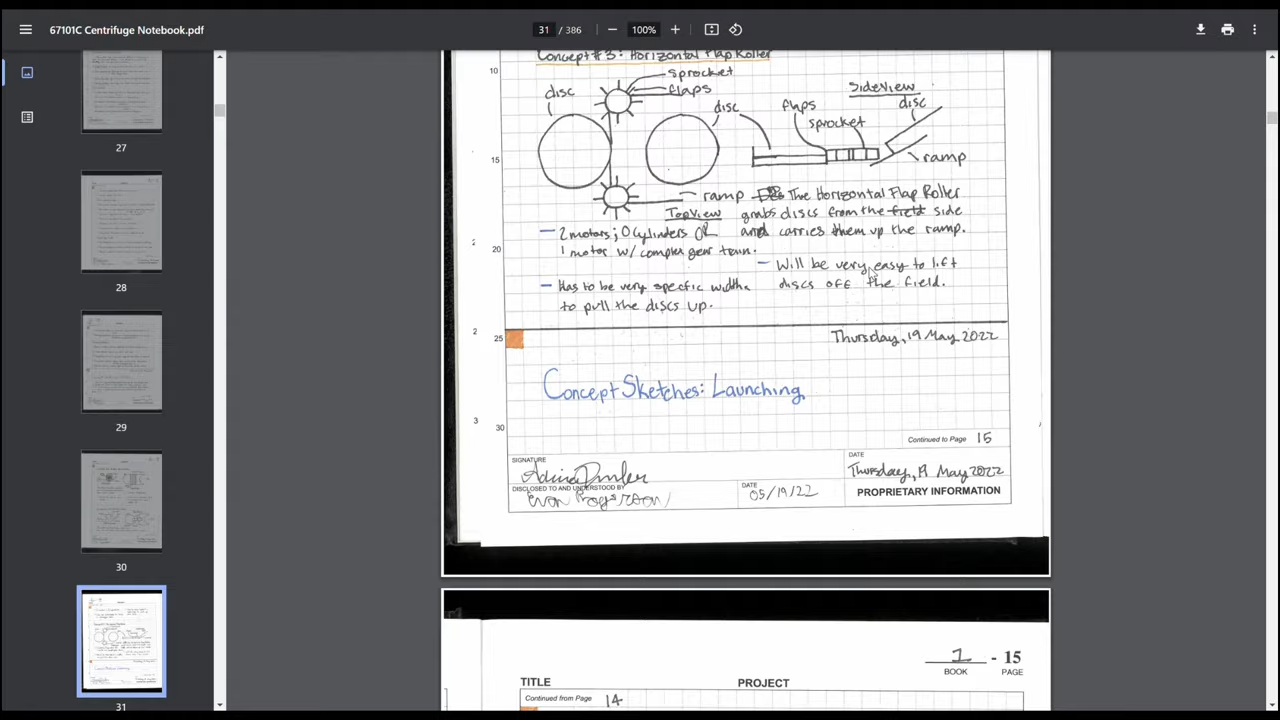 67101C Centrifuge Notebook.pdf
31 / 386
100%
27
28
29
30
31
Concept #3: Horizontal Flap Roller
10
sprocket
flaps
disc
SideView
disc
disc
flaps
sprocket
15
ramp
ramp
TopView
The Horizontal Flap Roller
grabs discs from the field side
and carries them up the ramp.
- 2 motors; 0 cylinders OR
1 motor w/ complex gear train.
20
- Will be very easy to lift
discs off the field.
- Has to be very specific width
to pull the discs up.
2
25
Thursday, 19 May 2022
Concept Sketches: Launching
3
30
Continued to Page 15
SIGNATURE
DATE
Thursday, 19 May 2022
DISCLOSED TO AND UNDERSTOOD BY
DATE
05/19/22
PROPRIETARY INFORMATION
1 - 15
BOOK PAGE
TITLE PROJECT
Continued from Page 14